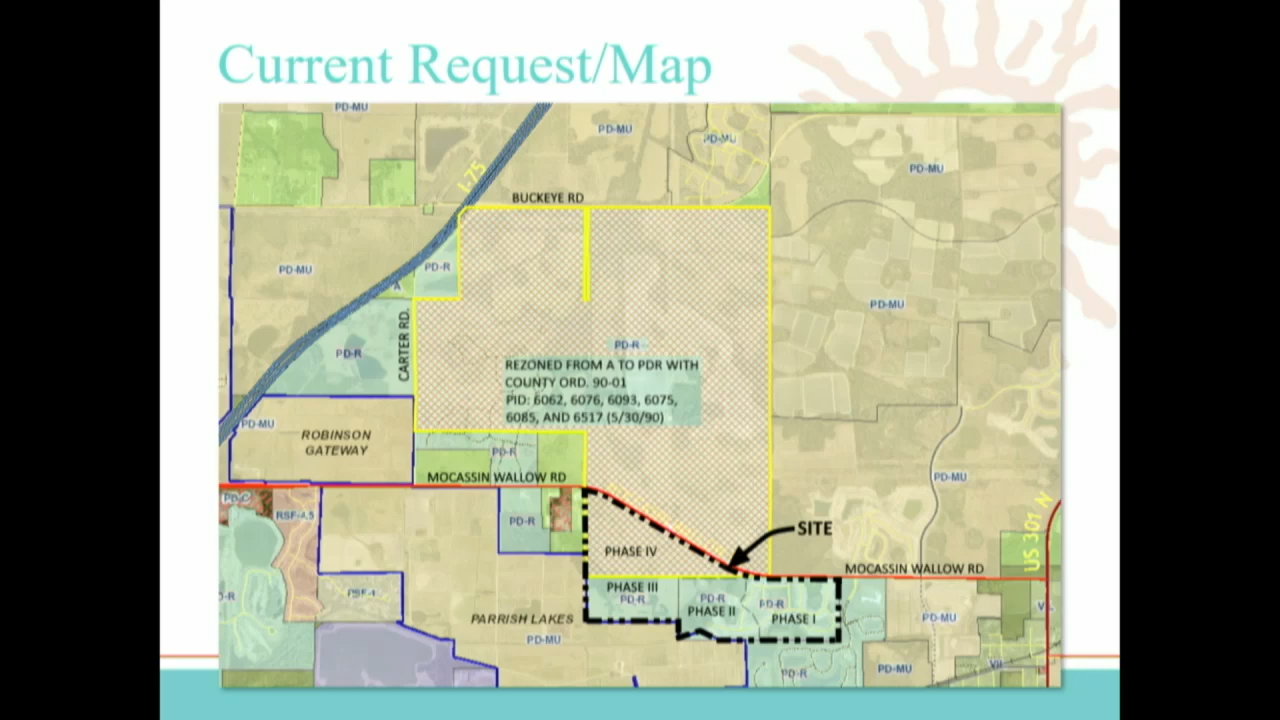 Current Request/Map
PD-MU
PD-MU
PD-MU
PD-MU
I-75
BUCKEYE RD
PD-MU
PD-R
A
PD-MU
CARTER RD.
PD-R
PD-R
REZONED FROM A TO PDR WITH
COUNTY ORD. 90-01
PID: 6062, 6076, 6093, 6075,
6085, AND 6517 (5/30/90)
PD-MU
ROBINSON
GATEWAY
PD-R
MOCASSIN WALLOW RD
PD-MU
US 301 N
RSF-4.5
PD-R
SITE
PHASE IV
MOCASSIN WALLOW RD
PHASE III
PD-R
PD-R
PHASE II
PD-R
PHASE I
PARRISH LAKES
PD-MU
PD-MU
PD-R
PD-MU
VIL